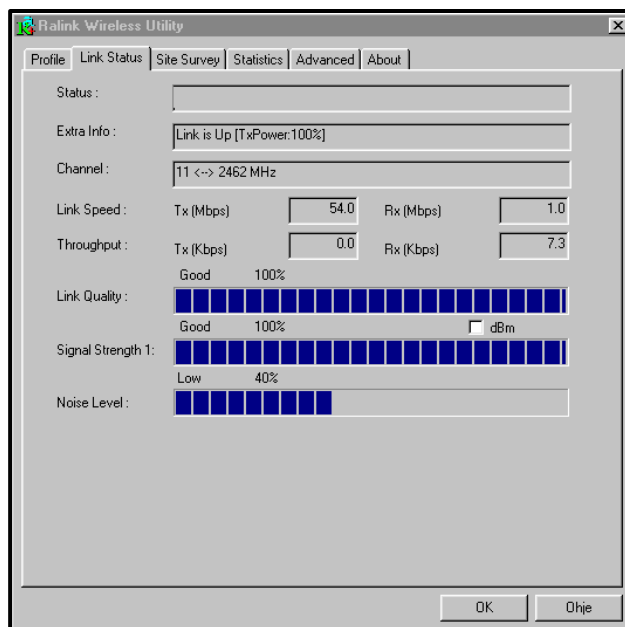 Ralink Wireless Utility
Profile Link Status Site Survey Statistics Advanced About
Status :
Extra Info : Link is Up [TxPower:100%]
Channel : 11 <--> 2462 MHz
Link Speed : Tx (Mbps) 54.0 Rx (Mbps) 1.0
Throughput : Tx (Kbps) 0.0 Rx (Kbps) 7.3
Good 100%
Link Quality :
Good 100% dBm
Signal Strength 1:
Low 40%
Noise Level :
OK Ohje